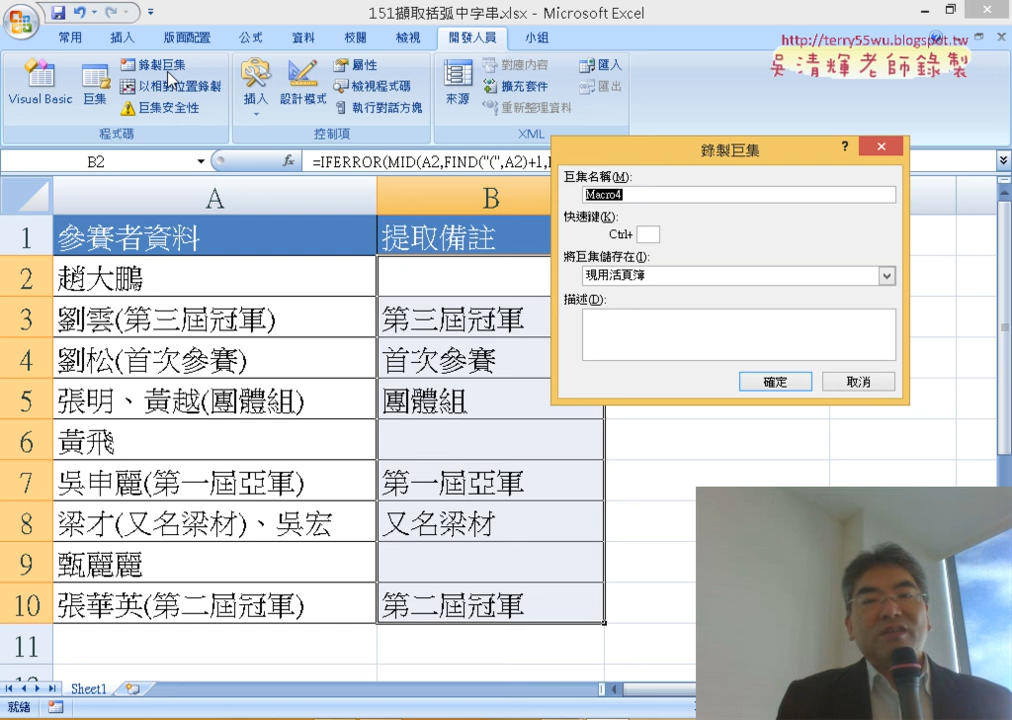 151擷取括弧中字串.xlsx - Microsoft Excel
常用 插入 版面配置 公式 資料 校閱 檢視 開發人員 小組
http://terry55wu.blogspot.tw
吳清輝老師錄製
Visual Basic 巨集 錄製巨集 以相對位置錄製 巨集安全性
程式碼
插入 設計模式 屬性 檢視程式碼 執行對話方塊
控制項
來源 對應內容 擴充套件 重新整理資料 匯入 匯出
XML
B2 fx =IFERROR(MID(A2,FIND("(",A2)+1,
錄製巨集
巨集名稱(M):
Macro4
快速鍵(K):
Ctrl+
將巨集儲存在(I):
現用活頁簿
描述(D):
確定 取消
A B
1 參賽者資料 提取備註
2 趙大鵬
3 劉雲(第三屆冠軍) 第三屆冠軍
4 劉松(首次參賽) 首次參賽
5 張明、黃越(團體組) 團體組
6 黃飛
7 吳申麗(第一屆亞軍) 第一屆亞軍
8 梁才(又名梁材)、吳宏 又名梁材
9 甄麗麗
10 張華英(第二屆冠軍) 第二屆冠軍
11
Sheet1
就緒